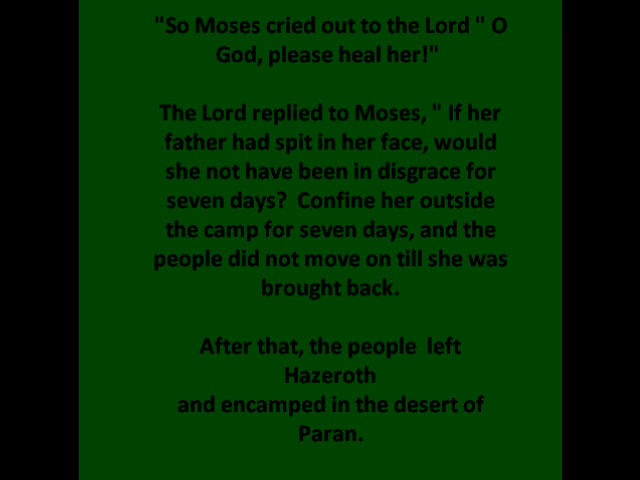 "So Moses cried out to the Lord " O
God, please heal her!"
The Lord replied to Moses, " If her
father had spit in her face, would
she not have been in disgrace for
seven days?  Confine her outside
the camp for seven days, and the
people did not move on till she was
brought back.
After that, the people  left
Hazeroth
and encamped in the desert of
Paran.